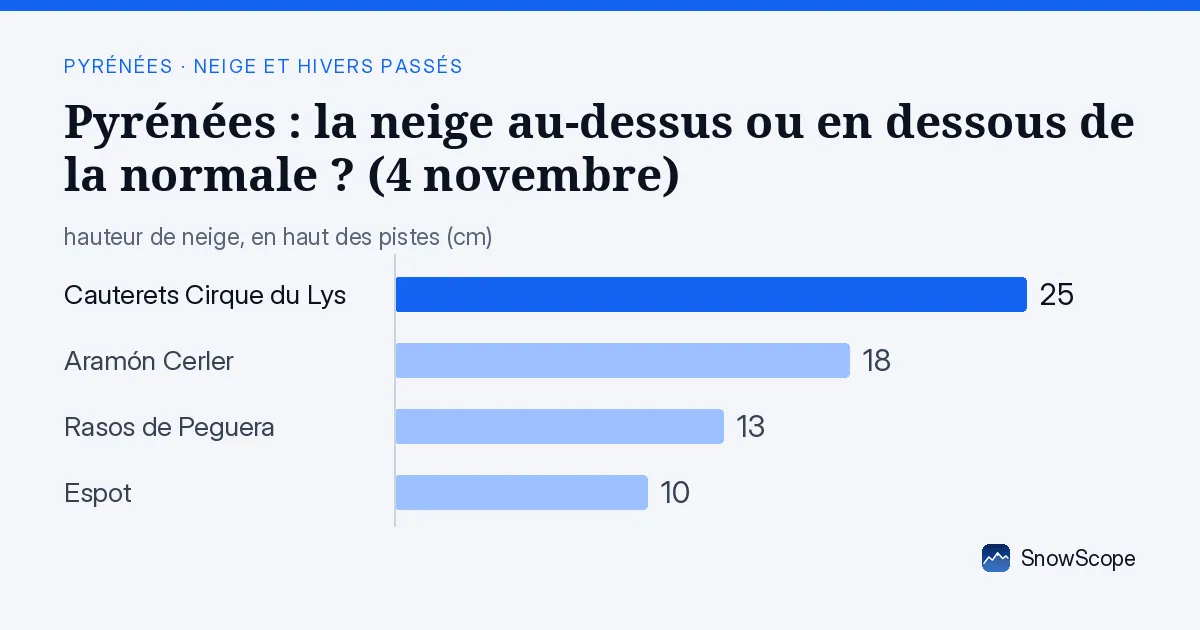 PYRÉNÉES · NEIGE ET HIVERS PASSÉS
Pyrénées : la neige au-dessus ou en dessous de
la normale ? (4 novembre)
hauteur de neige, en haut des pistes (cm)
Cauterets Cirque du Lys 25
Aramón Cerler 18
Rasos de Peguera 13
Espot 10
SnowScope